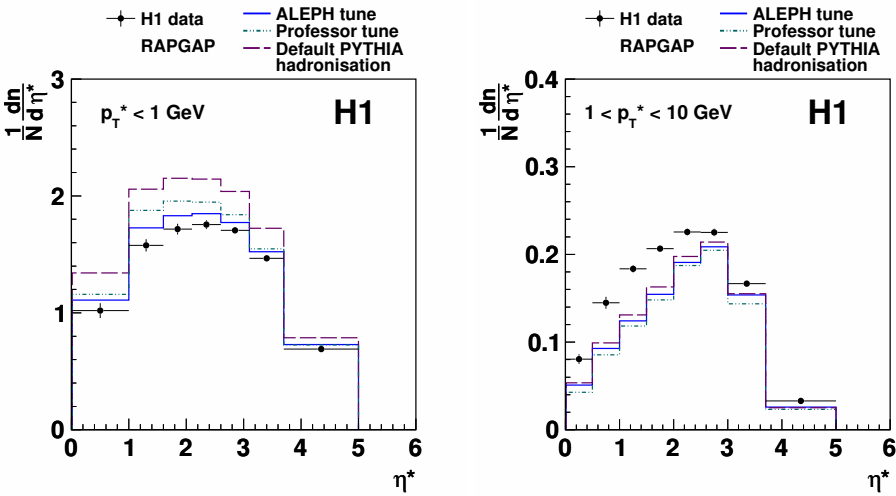 H1 data
RAPGAP
ALEPH tune
Professor tune
Default PYTHIA
hadronisation
1/N dn/dη*
p_T* < 1 GeV
H1
3
2
1
0
0 1 2 3 4 5 6
η*
H1 data
RAPGAP
ALEPH tune
Professor tune
Default PYTHIA
hadronisation
1/N dn/dη*
1 < p_T* < 10 GeV
H1
0.4
0.3
0.2
0.1
0
0 1 2 3 4 5 6
η*